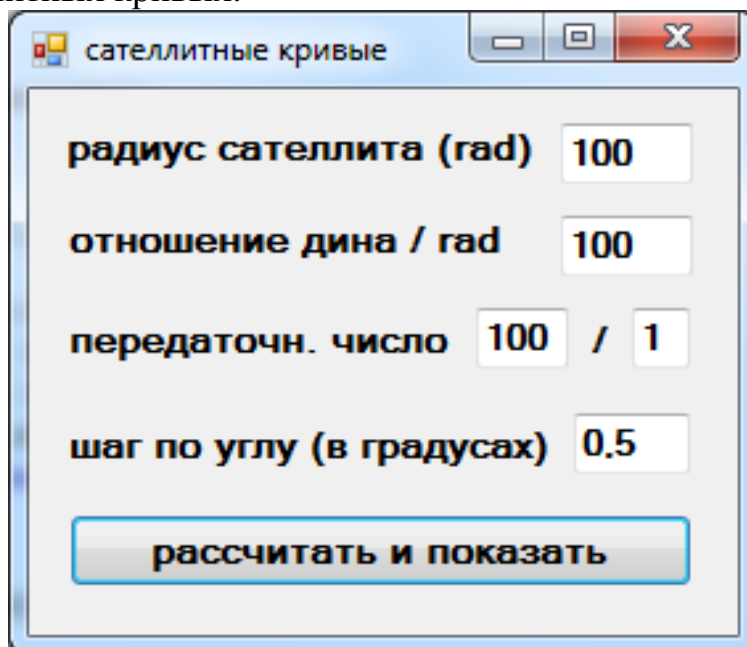 сателлитные кривые
радиус сателлита (rad) 100
отношение дина / rad 100
передаточн. число 100 / 1
шаг по углу (в градусах) 0.5
рассчитать и показать